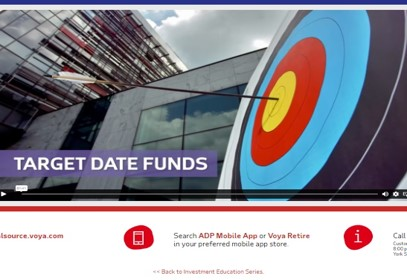 TARGET DATE FUNDS
alsource.voya.com
Search ADP Mobile App or Voya Retire
in your preferred mobile app store.
i
Call
<< Back to Investment Education Series.